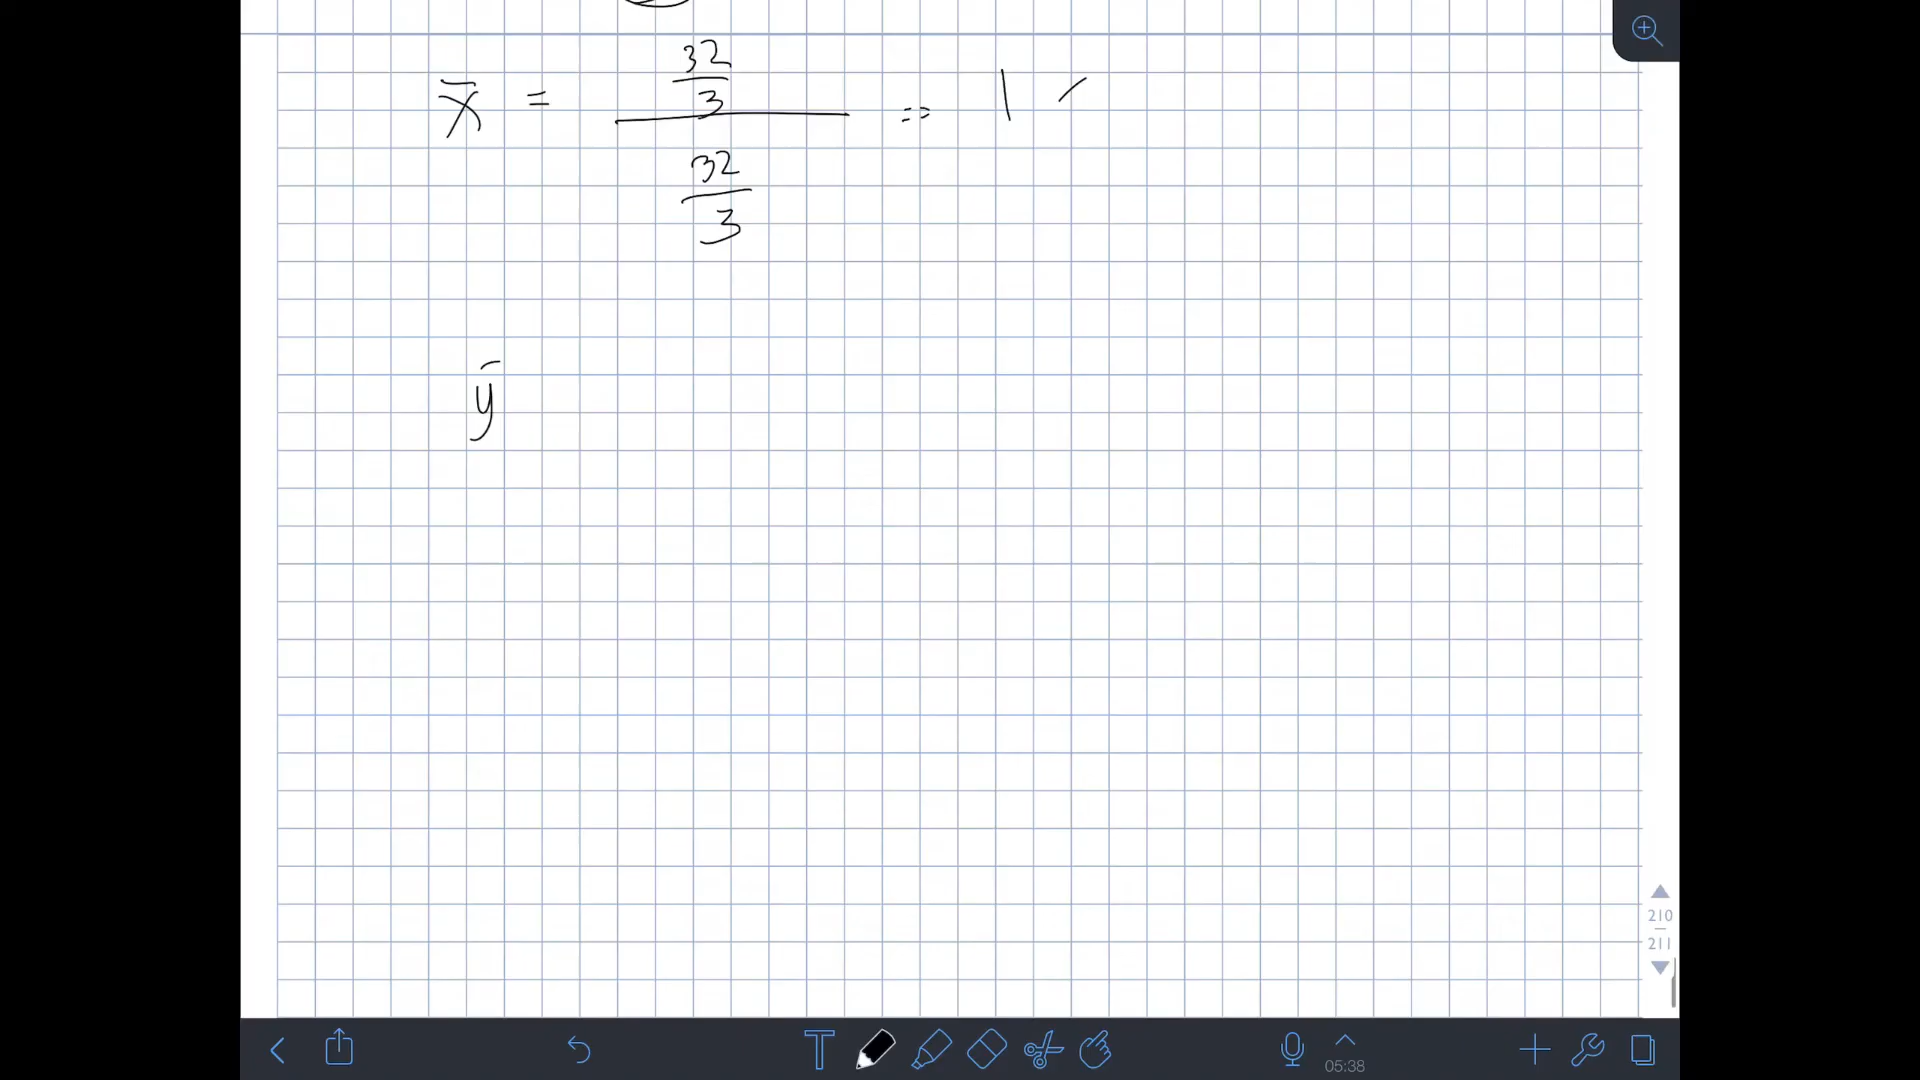 x̄ = (32/3)/(32/3) = 1
ȳ
210
211
T
05:38